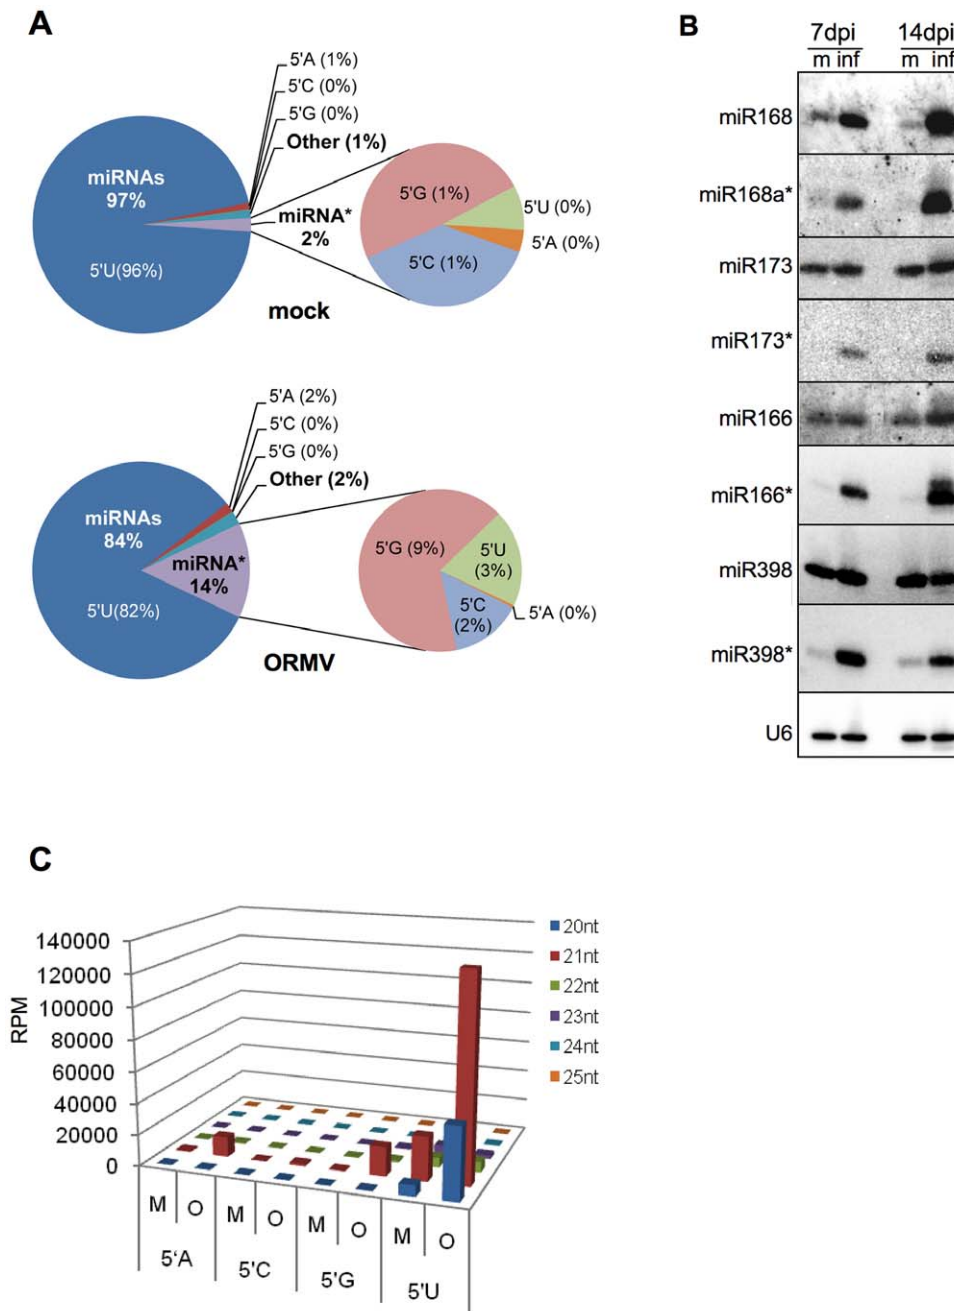 A
5'A (1%)
5'C (0%)
5'G (0%)
Other (1%)
miRNAs
97%
5'U(96%)
miRNA*
2%
5'G (1%)
5'U (0%)
5'A (0%)
5'C (1%)
mock
5'A (2%)
5'C (0%)
5'G (0%)
Other (2%)
miRNAs
84%
miRNA*
14%
5'U(82%)
5'G (9%)
5'U
(3%)
5'C
(2%)
5'A (0%)
ORMV
B
7dpi 14dpi
m inf m inf
miR168
miR168a*
miR173
miR173*
miR166
miR166*
miR398
miR398*
U6
C
RPM
140000
120000
100000
80000
60000
40000
20000
0
M O M O M O M O
5'A 5'C 5'G 5'U
20nt
21nt
22nt
23nt
24nt
25nt